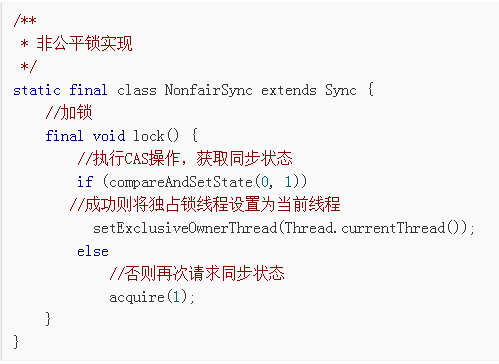 /**
 * 非公平锁实现
 */
static final class NonfairSync extends Sync {
    //加锁
    final void lock() {
        //执行CAS操作，获取同步状态
        if (compareAndSetState(0, 1))
       //成功则将独占锁线程设置为当前线程
          setExclusiveOwnerThread(Thread.currentThread());
        else
            //否则再次请求同步状态
            acquire(1);
    }
}